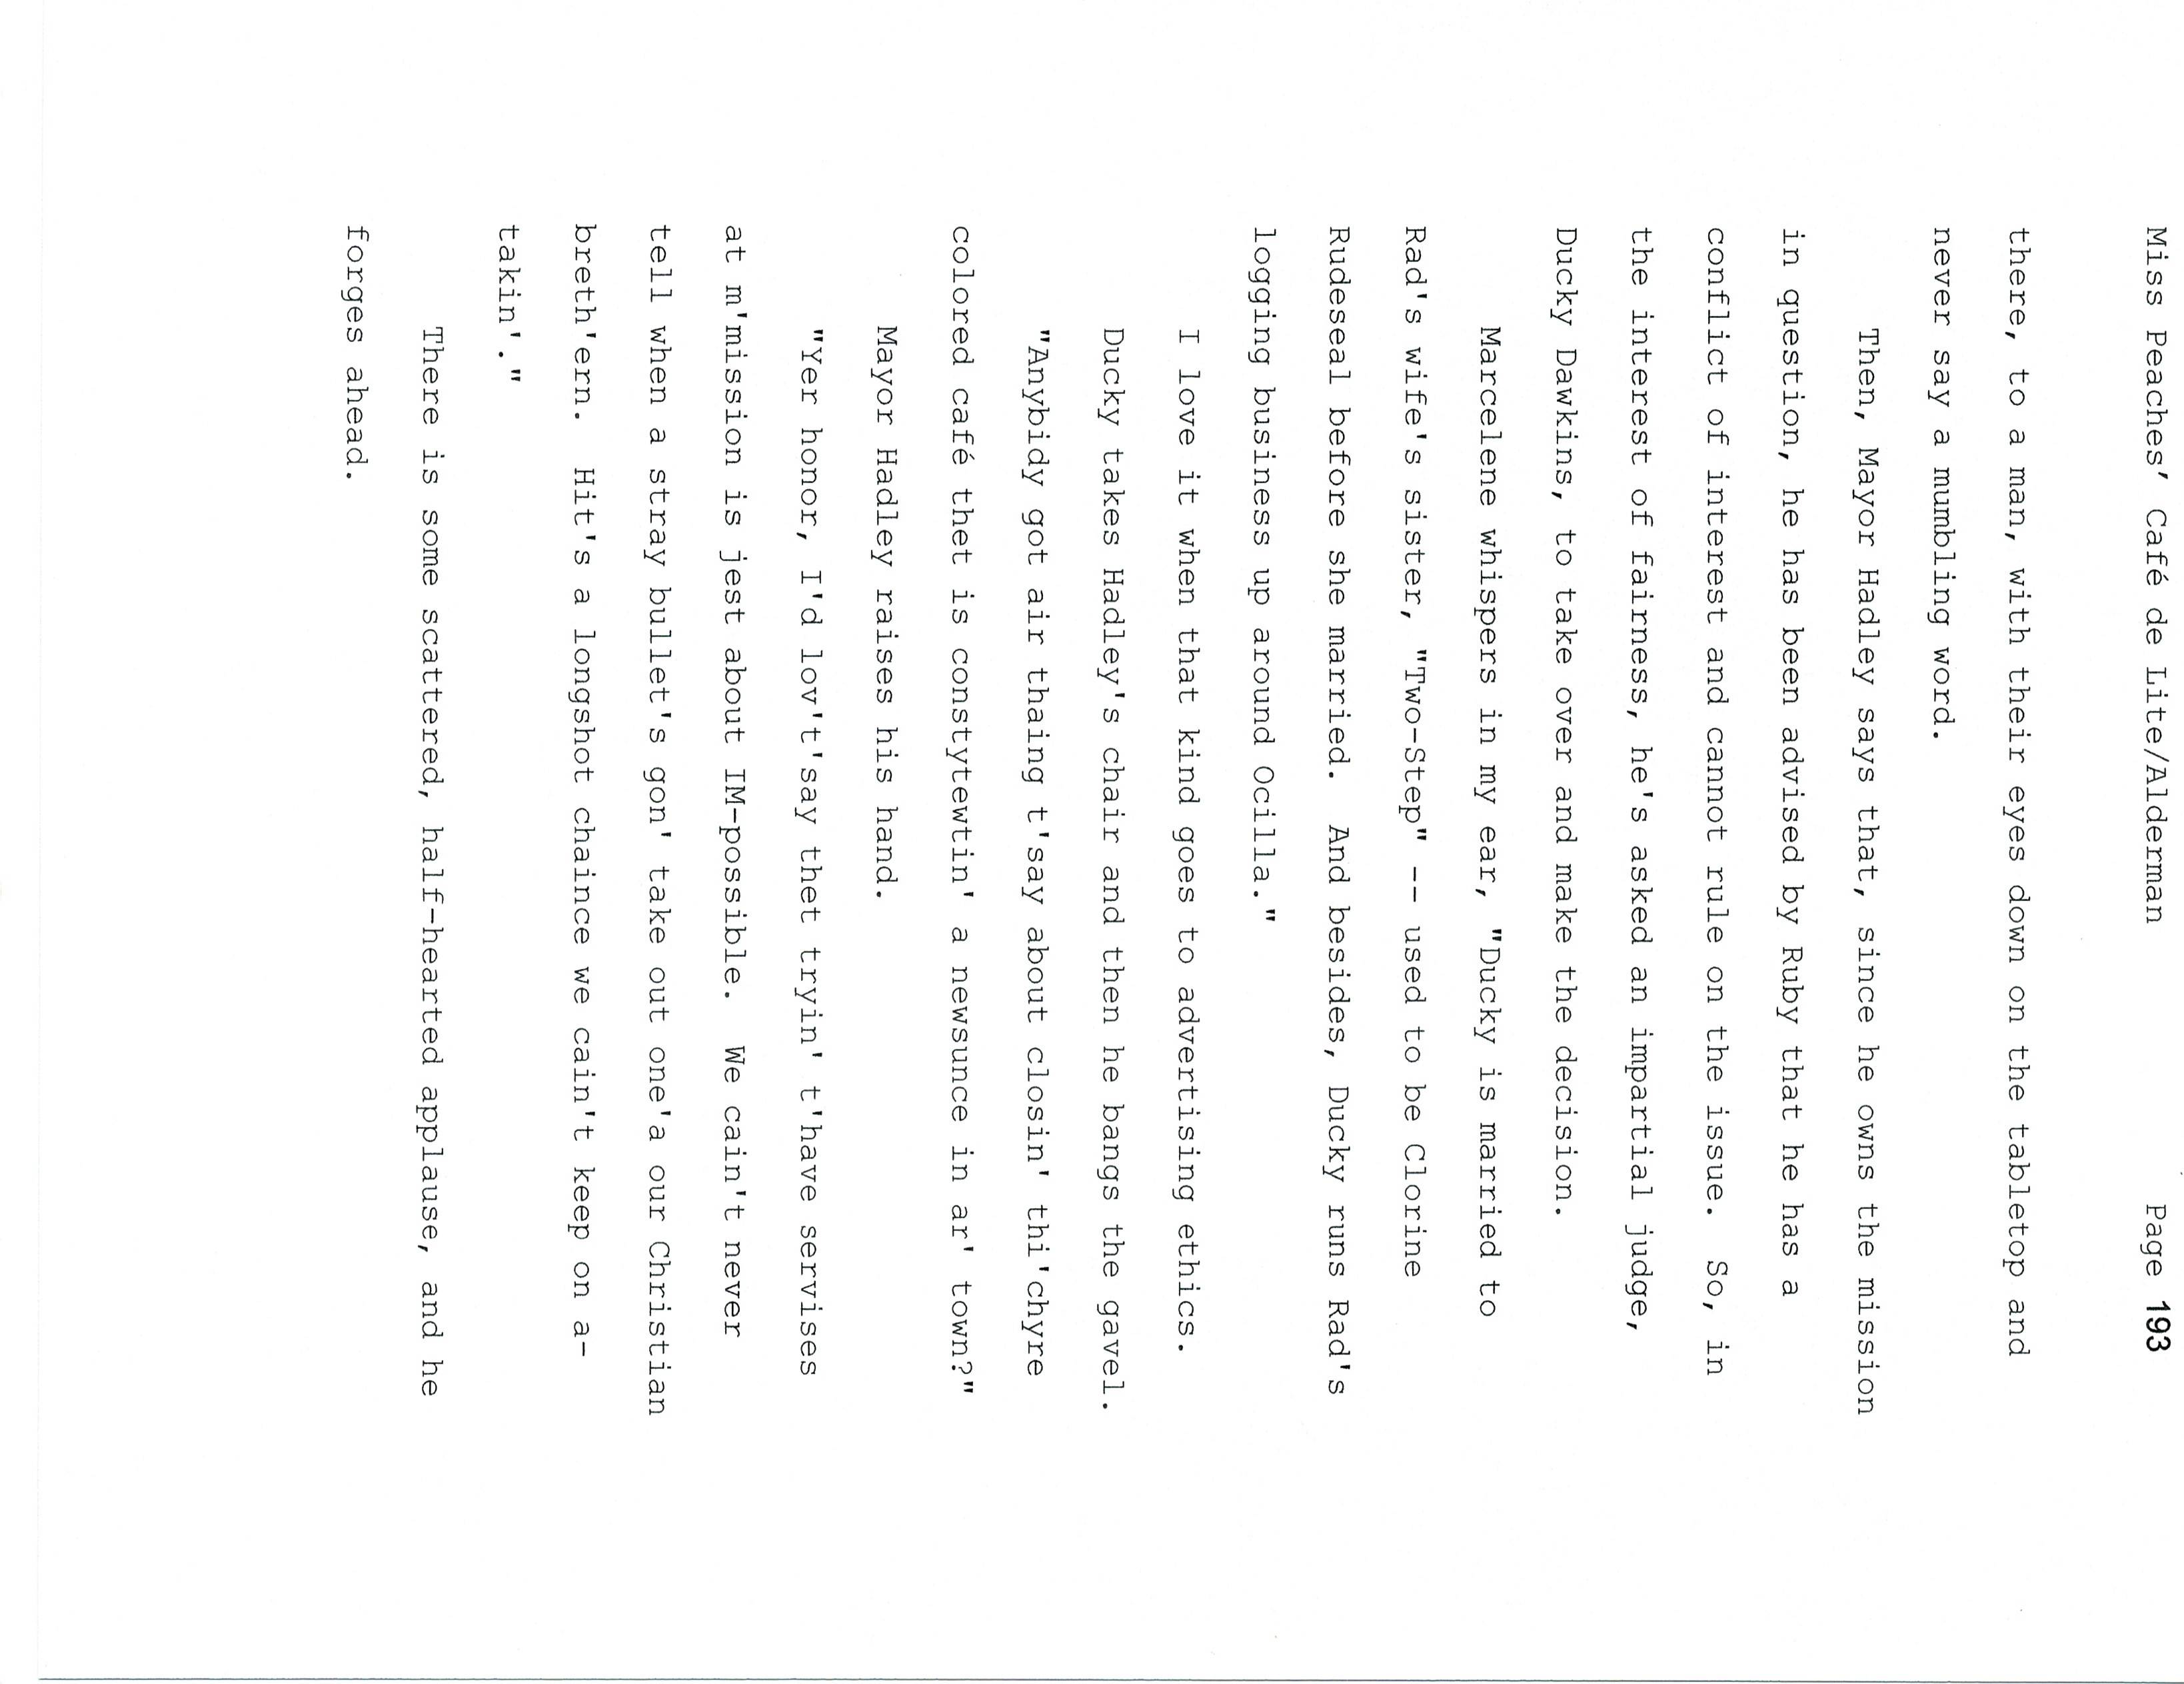 Miss Peaches’ Café de Lite/Alderman Page 193
there, to a man, with their eyes down on the tabletop and
never say a mumbling word.
Then, Mayor Hadley says that, since he owns the mission
in question, he has been advised by Ruby that he has a
conflict of interest and cannot rule on the issue.  So, in
the interest of fairness, he's asked an impartial judge,
Ducky Dawkins, to take over and make the decision.
Marcelene whispers in my ear, "Ducky is married to
Rad's wife's sister, "Two-Step" -- used to be Clorine
Rudeseal before she married.  And besides, Ducky runs Rad's
logging business up around Ocilla."
I love it when that kind goes to advertising ethics.
Ducky takes Hadley's chair and then he bangs the gavel.
"Anybidy got air thaing t'say about closin' thi'chyre
colored café thet is constytewtin' a newsunce in ar' town?"
Mayor Hadley raises his hand.
"Yer honor, I'd lov't'say thet tryin' t'have servises
at m'mission is jest about IM-possible.  We cain't never
tell when a stray bullet's gon' take out one'a our Christian
breth'ern.  Hit's a longshot chaince we cain't keep on a-
takin'."
There is some scattered, half-hearted applause, and he
forges ahead.